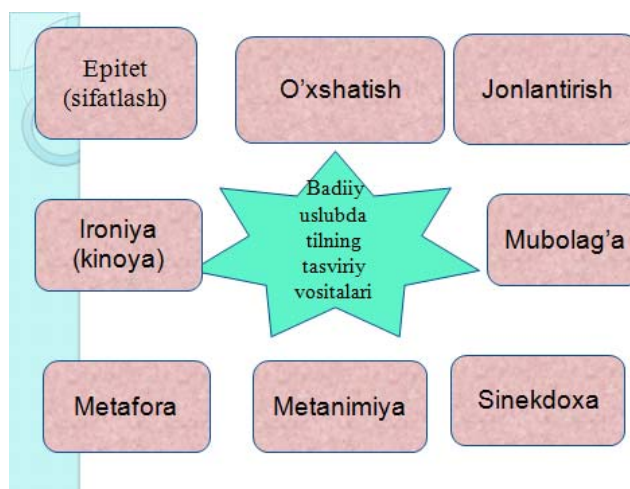 Epitet
(sifatlash)
O'xshatish
Jonlantirish
Ironiya
(kinoya)
Badiiy
uslubda
tilning
tasviriy
vositalari
Mubolag'a
Metafora
Metanimiya
Sinekdoxa